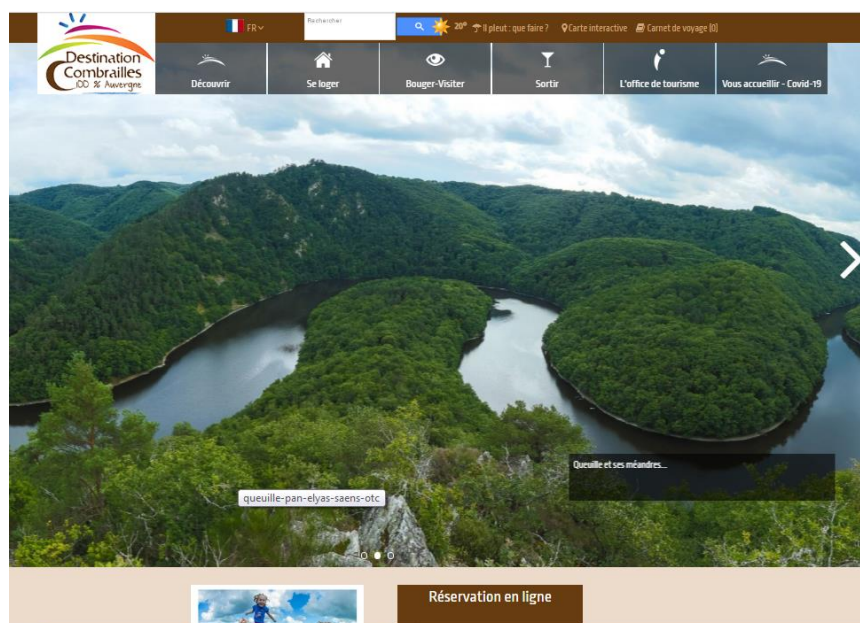 FR
Rechercher
20° Il pleut : que faire ? Carte interactive Carnet de voyage (0)
Destination
Combrailles
100 % Auvergne
Découvrir
Se loger
Bouger-Visiter
Sortir
L'office de tourisme
Vous accueillir - Covid-19
Queuille et ses méandres...
queuille-pan-elyas-saens-otc
Réservation en ligne